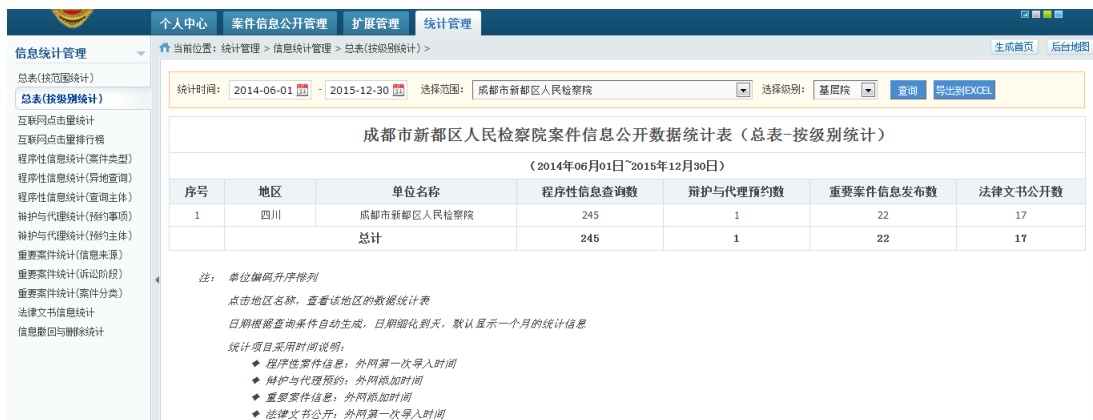 个人中心 案件信息公开管理 扩展管理 统计管理
信息统计管理
当前位置：统计管理 > 信息统计管理 > 总表(按级别统计) >
生成首页 后台地图
总表(按范围统计)
总表(按级别统计)
互联网点击量统计
互联网点击量排行榜
程序性信息统计(案件类型)
程序性信息统计(异地查询)
程序性信息统计(查询主体)
辩护与代理统计(预约事项)
辩护与代理统计(预约主体)
重要案件统计(信息来源)
重要案件统计(诉讼阶段)
重要案件统计(案件分类)
法律文书信息统计
信息撤回与删除统计
统计时间： 2014-06-01 - 2015-12-30 选择范围： 成都市新都区人民检察院 选择级别： 基层院 查询 导出到EXCEL
成都市新都区人民检察院案件信息公开数据统计表（总表-按级别统计）
（2014年06月01日~2015年12月30日）
序号 地区 单位名称 程序性信息查询数 辩护与代理预约数 重要案件信息发布数 法律文书公开数
1 四川 成都市新都区人民检察院 245 1 22 17
总计 245 1 22 17
注： 单位编码升序排列
点击地区名称，查看该地区的数据统计表
日期根据查询条件自动生成，日期细化到天，默认显示一个月的统计信息
统计项目采用时间说明：
◆ 程序性案件信息：外网第一次导入时间
◆ 辩护与代理预约：外网添加时间
◆ 重要案件信息：外网添加时间
◆ 法律文书公开：外网第一次导入时间